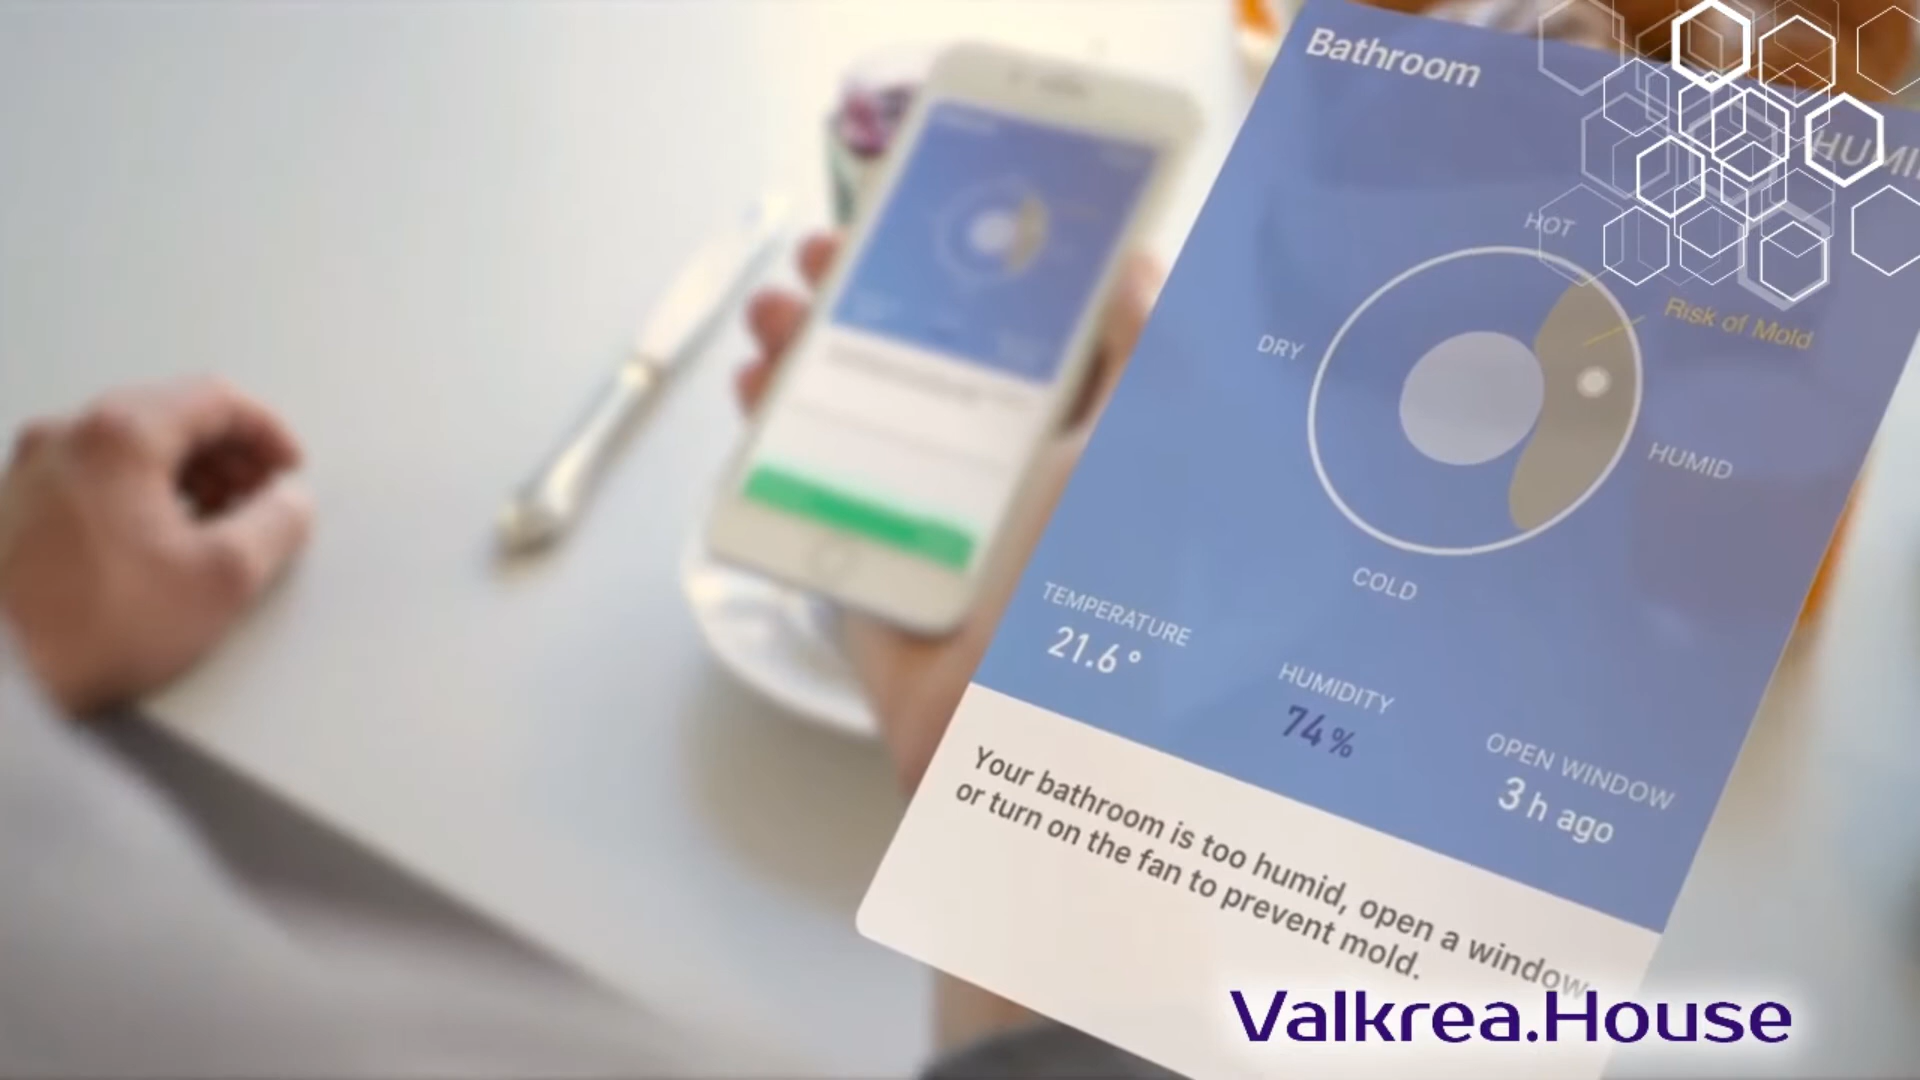 Bathroom
HUMI
HOT
Risk of Mold
DRY
HUMID
COLD
TEMPERATURE
21.6°
HUMIDITY
74%
OPEN WINDOW
3 h ago
Your bathroom is too humid, open a window
or turn on the fan to prevent mold.
Valkrea.House